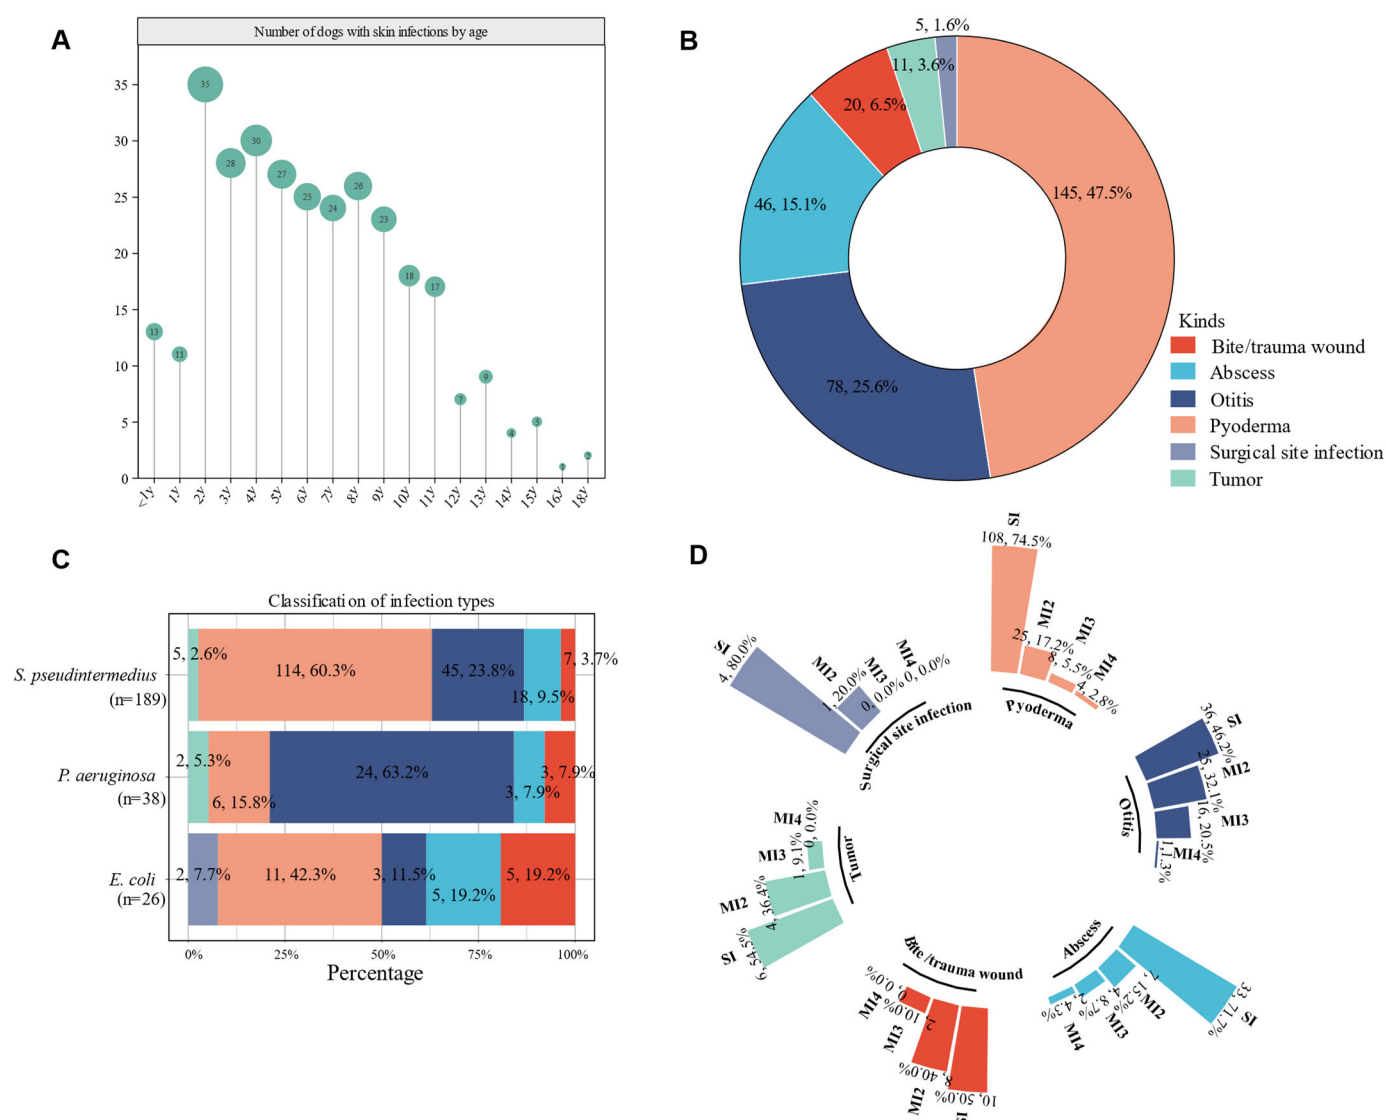 A
Number of dogs with skin infections by age
35
30
25
20
15
10
5
0
13
11
35
28
30
27
25
24
26
23
18
17
7
9
4
5
1
2
<1y
1y
2y
3y
4y
5y
6y
7y
8y
9y
10y
11y
12y
13y
14y
15y
16y
18y
B
5, 1.6%
11, 3.6%
20, 6.5%
46, 15.1%
145, 47.5%
78, 25.6%
Kinds
Bite/trauma wound
Abscess
Otitis
Pyoderma
Surgical site infection
Tumor
C
Classification of infection types
S. pseudintermedius
(n=189)
5, 2.6%
114, 60.3%
45, 23.8%
18, 9.5%
7, 3.7%
P. aeruginosa
(n=38)
2, 5.3%
6, 15.8%
24, 63.2%
3, 7.9%
3, 7.9%
E. coli
(n=26)
2, 7.7%
11, 42.3%
3, 11.5%
5, 19.2%
5, 19.2%
0%
25%
50%
75%
100%
Percentage
D
SI
108, 74.5%
MI2
25, 17.2%
MI3
8, 5.5%
MI4
4, 2.8%
Pyoderma
SI
36, 46.2%
MI2
25, 32.1%
MI3
16, 20.5%
MI4
1, 1.3%
Otitis
SI
33, 71.7%
MI2
7, 15.2%
MI3
4, 8.7%
MI4
2, 4.3%
Abscess
SI
10, 50.0%
MI2
8, 40.0%
MI3
2, 10.0%
MI4
0, 0.0%
Bite/trauma wound
SI
6, 54.5%
MI2
4, 36.4%
MI3
1, 9.1%
MI4
0, 0.0%
Tumor
SI
4, 80.0%
MI2
1, 20.0%
MI3
0, 0.0%
MI4
0, 0.0%
Surgical site infection